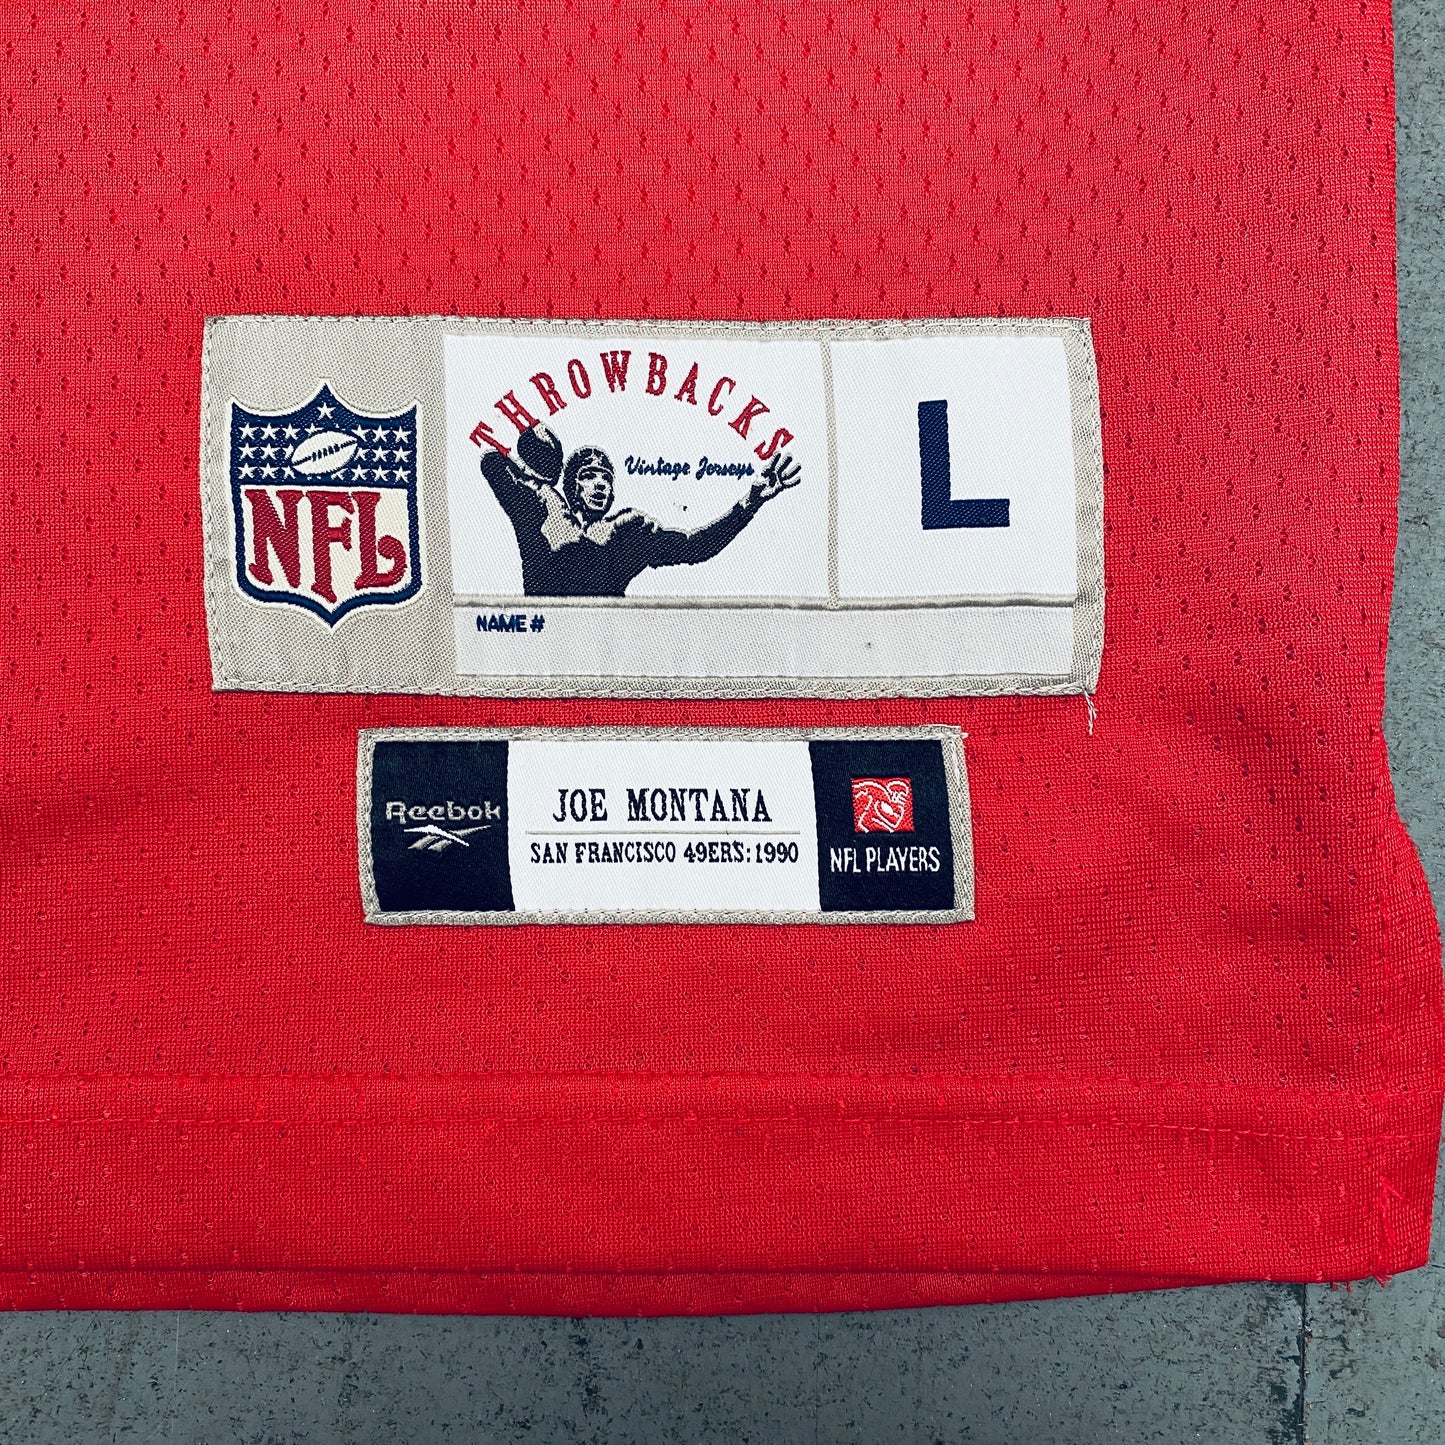 NFL
THROWBACKS
Vintage Jerseys
L
NAME #
Reebok
JOE MONTANA
SAN FRANCISCO 49ERS: 1990
NFL PLAYERS